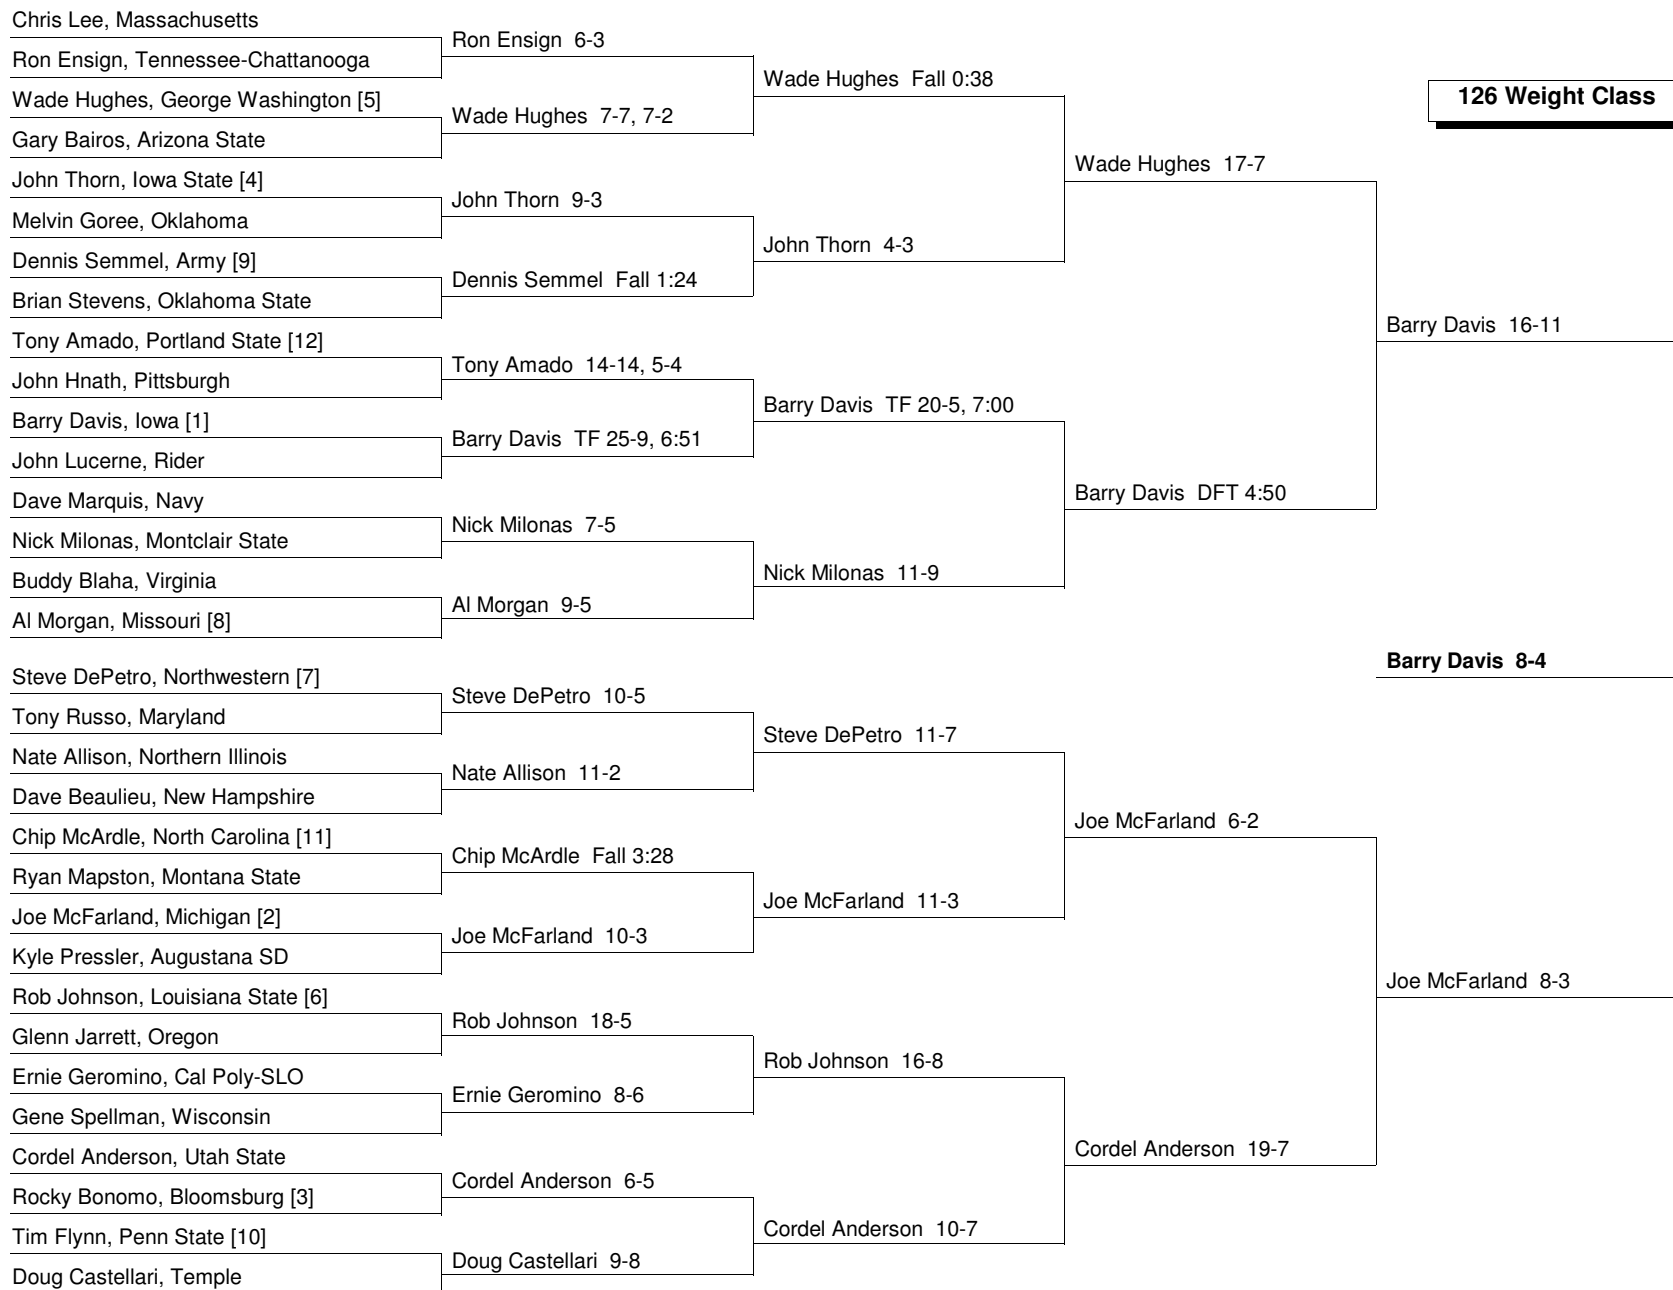 Chris Lee, Massachusetts
Ron Ensign, Tennessee-Chattanooga
Wade Hughes, George Washington [5]
Gary Bairos, Arizona State
John Thorn, Iowa State [4]
Melvin Goree, Oklahoma
Dennis Semmel, Army [9]
Brian Stevens, Oklahoma State
Tony Amado, Portland State [12]
John Hnath, Pittsburgh
Barry Davis, Iowa [1]
John Lucerne, Rider
Dave Marquis, Navy
Nick Milonas, Montclair State
Buddy Blaha, Virginia
Al Morgan, Missouri [8]
Steve DePetro, Northwestern [7]
Tony Russo, Maryland
Nate Allison, Northern Illinois
Dave Beaulieu, New Hampshire
Chip McArdle, North Carolina [11]
Ryan Mapston, Montana State
Joe McFarland, Michigan [2]
Kyle Pressler, Augustana SD
Rob Johnson, Louisiana State [6]
Glenn Jarrett, Oregon
Ernie Geromino, Cal Poly-SLO
Gene Spellman, Wisconsin
Cordel Anderson, Utah State
Rocky Bonomo, Bloomsburg [3]
Tim Flynn, Penn State [10]
Doug Castellari, Temple
Ron Ensign 6-3
Wade Hughes 7-7, 7-2
John Thorn 9-3
Dennis Semmel Fall 1:24
Tony Amado 14-14, 5-4
Barry Davis TF 25-9, 6:51
Nick Milonas 7-5
Al Morgan 9-5
Steve DePetro 10-5
Nate Allison 11-2
Chip McArdle Fall 3:28
Joe McFarland 10-3
Rob Johnson 18-5
Ernie Geromino 8-6
Cordel Anderson 6-5
Doug Castellari 9-8
Wade Hughes Fall 0:38
John Thorn 4-3
Barry Davis TF 20-5, 7:00
Nick Milonas 11-9
Steve DePetro 11-7
Joe McFarland 11-3
Rob Johnson 16-8
Cordel Anderson 10-7
Wade Hughes 17-7
Barry Davis DFT 4:50
Joe McFarland 6-2
Cordel Anderson 19-7
126 Weight Class
Barry Davis 16-11
Barry Davis 8-4
Joe McFarland 8-3